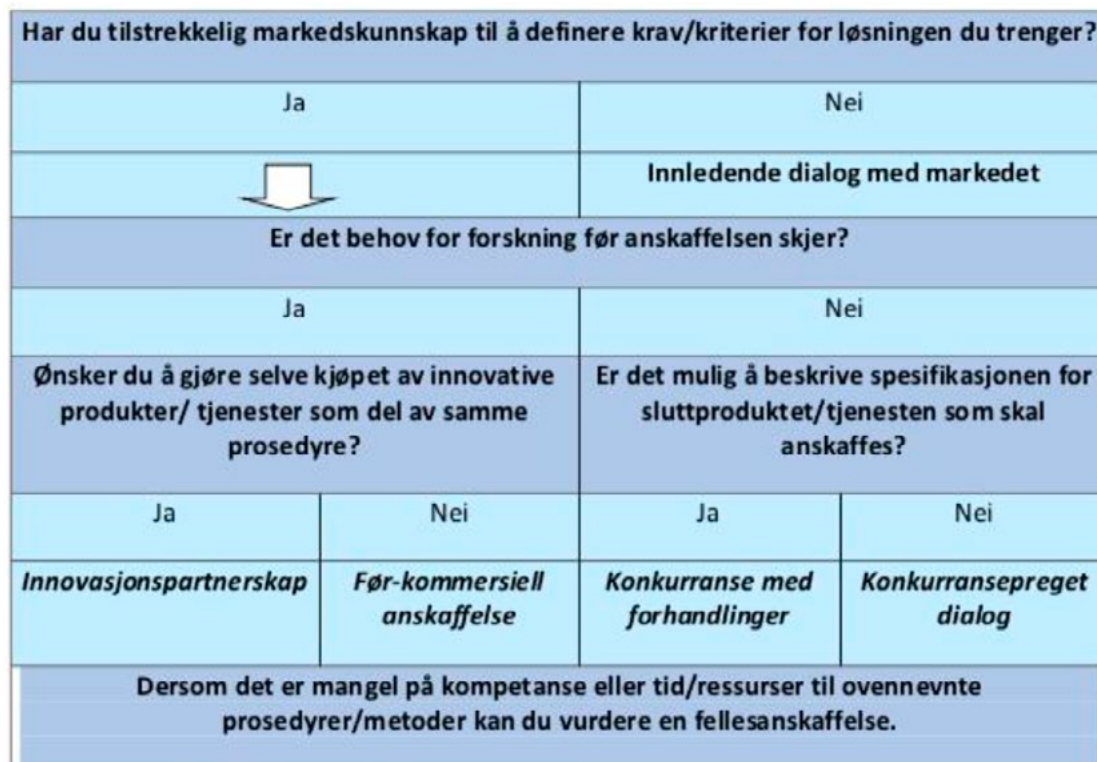 Har du tilstrekkelig markedskunnskap til å definere krav/kriterier for løsningen du trenger?
Ja
Nei
Innledende dialog med markedet
Er det behov for forskning før anskaffelsen skjer?
Ja
Nei
Ønsker du å gjøre selve kjøpet av innovative
produkter/ tjenester som del av samme
prosedyre?
Er det mulig å beskrive spesifikasjonen for
sluttproduktet/tjenesten som skal
anskaffes?
Ja
Nei
Ja
Nei
Innovasjonspartnerskap
Før-kommersiell
anskaffelse
Konkurranse med
forhandlinger
Konkurransepreget
dialog
Dersom det er mangel på kompetanse eller tid/ressurser til ovennevnte
prosedyrer/metoder kan du vurdere en fellesanskaffelse.